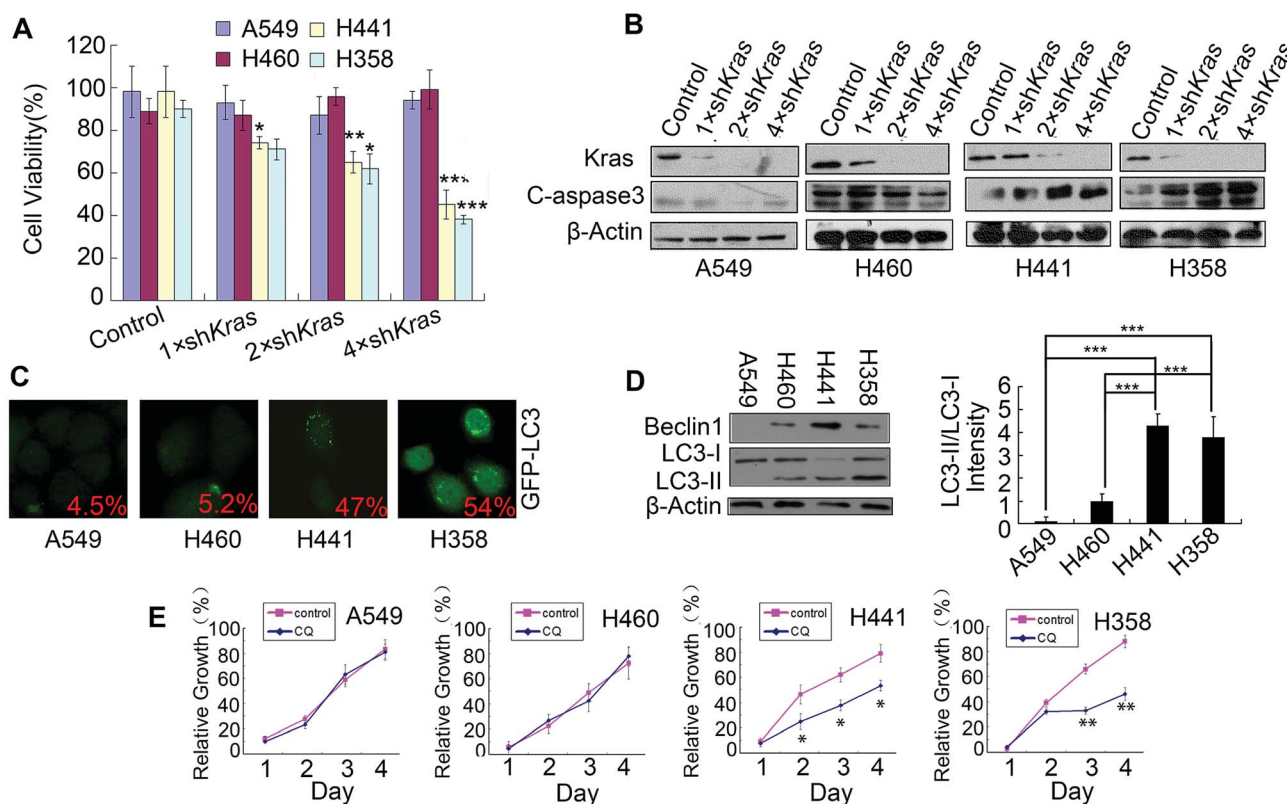 A
A549 H441
H460 H358
Cell Viability(%)
120
100
80
60
40
20
0
*
** *
***
***
Control 1×shKras 2×shKras 4×shKras
B
Control 1×shKras 2×shKras 4×shKras Control 1×shKras 2×shKras 4×shKras Control 1×shKras 2×shKras 4×shKras Control 1×shKras 2×shKras 4×shKras
Kras
C-aspase3
β-Actin
A549 H460 H441 H358
C
4.5% 5.2% 47% 54%
GFP-LC3
A549 H460 H441 H358
D
A549 H460 H441 H358
Beclin1
LC3-I
LC3-II
β-Actin
LC3-II/LC3-I
Intensity
6
5
4
3
2
1
0
***
***
***
***
A549 H460 H441 H358
E
Relative Growth (%)
control
CQ
A549
100
80
60
40
20
0
1 2 3 4
Day
Relative Growth (%)
control
CQ
H460
100
80
60
40
20
0
1 2 3 4
Day
Relative Growth (%)
control
CQ
H441
100
80
60
40
20
0
* * *
1 2 3 4
Day
Relative Growth (%)
control
CQ
H358
100
80
60
40
20
0
** **
1 2 3 4
Day